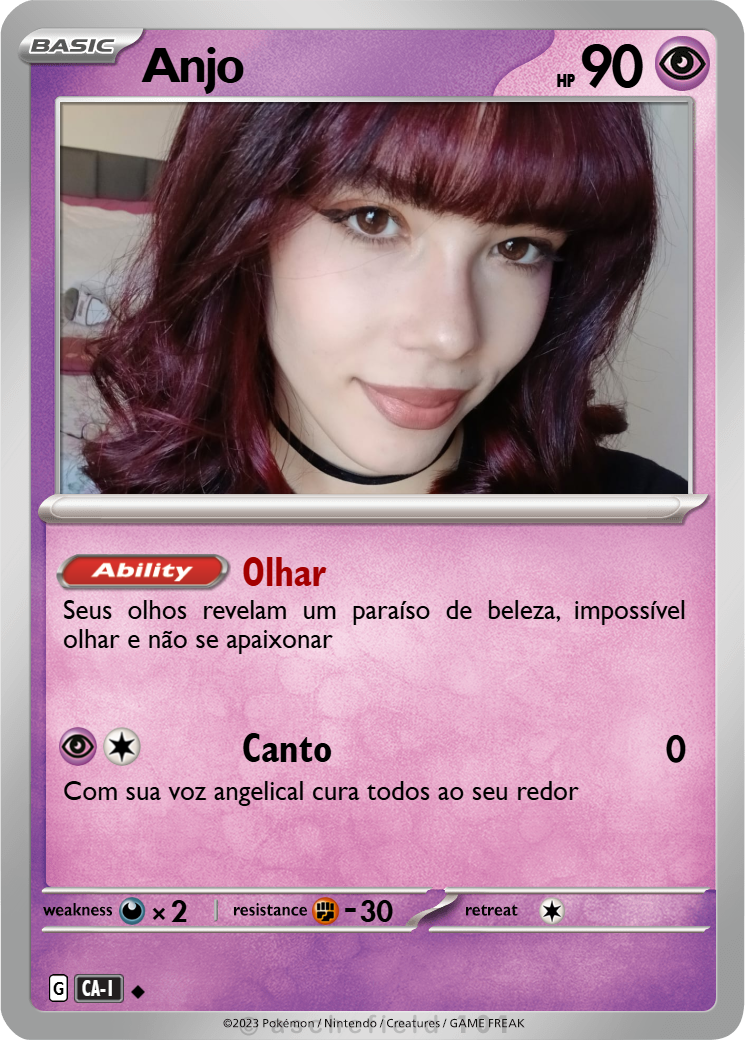 BASIC
Anjo
HP 90
Ability Olhar
Seus olhos revelam um paraíso de beleza, impossível
olhar e não se apaixonar
Canto 0
Com sua voz angelical cura todos ao seu redor
weakness ×2 resistance -30 retreat
G CA-I
©2023 Pokémon / Nintendo / Creatures / GAME FREAK